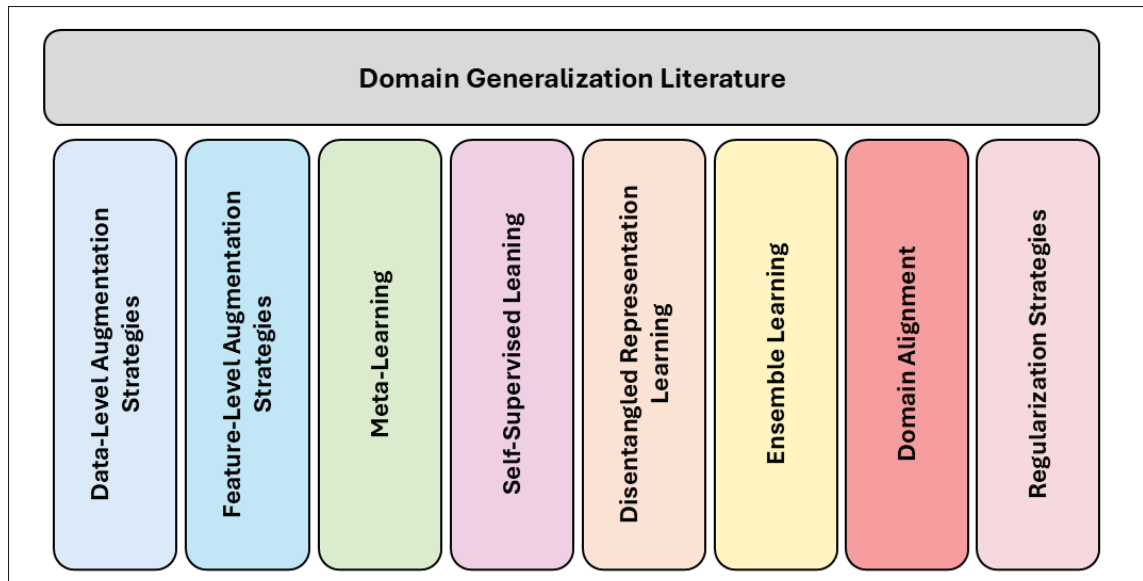 Domain Generalization Literature
Data-Level Augmentation
Strategies
Feature-Level Augmentation
Strategies
Meta-Learning
Self-Supervised Leaning
Disentangled Representation
Learning
Ensemble Learning
Domain Alignment
Regularization Strategies